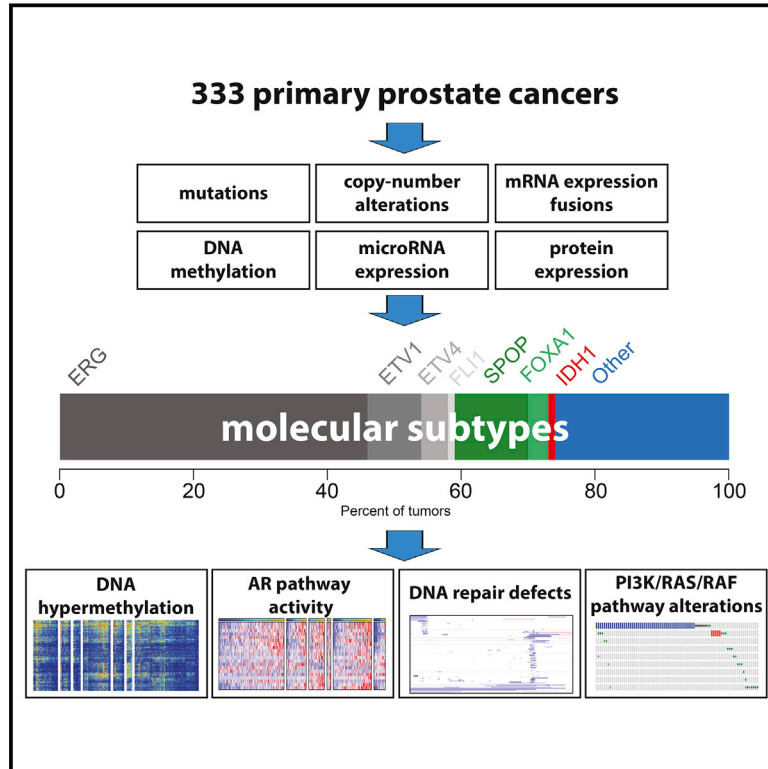 333 primary prostate cancers
mutations
copy-number
alterations
mRNA expression
fusions
DNA
methylation
microRNA
expression
protein
expression
ERG
ETV1
ETV4
FLI1
SPOP
FOXA1
IDH1
Other
molecular subtypes
0
20
40
60
80
100
Percent of tumors
DNA
hypermethylation
AR pathway
activity
DNA repair defects
PI3K/RAS/RAF
pathway alterations